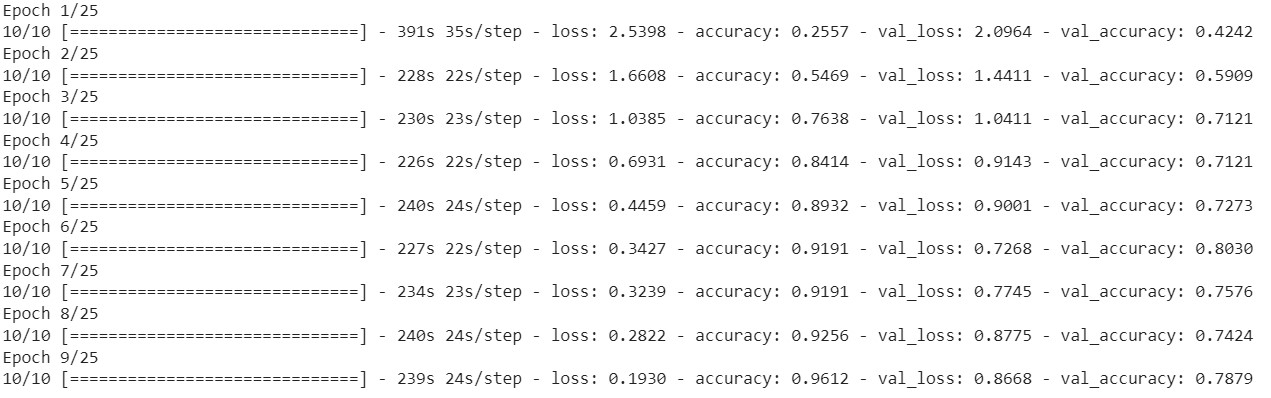 Epoch 1/25
10/10 [==============================] - 391s 35s/step - loss: 2.5398 - accuracy: 0.2557 - val_loss: 2.0964 - val_accuracy: 0.4242
Epoch 2/25
10/10 [==============================] - 228s 22s/step - loss: 1.6608 - accuracy: 0.5469 - val_loss: 1.4411 - val_accuracy: 0.5909
Epoch 3/25
10/10 [==============================] - 230s 23s/step - loss: 1.0385 - accuracy: 0.7638 - val_loss: 1.0411 - val_accuracy: 0.7121
Epoch 4/25
10/10 [==============================] - 226s 22s/step - loss: 0.6931 - accuracy: 0.8414 - val_loss: 0.9143 - val_accuracy: 0.7121
Epoch 5/25
10/10 [==============================] - 240s 24s/step - loss: 0.4459 - accuracy: 0.8932 - val_loss: 0.9001 - val_accuracy: 0.7273
Epoch 6/25
10/10 [==============================] - 227s 22s/step - loss: 0.3427 - accuracy: 0.9191 - val_loss: 0.7268 - val_accuracy: 0.8030
Epoch 7/25
10/10 [==============================] - 234s 23s/step - loss: 0.3239 - accuracy: 0.9191 - val_loss: 0.7745 - val_accuracy: 0.7576
Epoch 8/25
10/10 [==============================] - 240s 24s/step - loss: 0.2822 - accuracy: 0.9256 - val_loss: 0.8775 - val_accuracy: 0.7424
Epoch 9/25
10/10 [==============================] - 239s 24s/step - loss: 0.1930 - accuracy: 0.9612 - val_loss: 0.8668 - val_accuracy: 0.7879